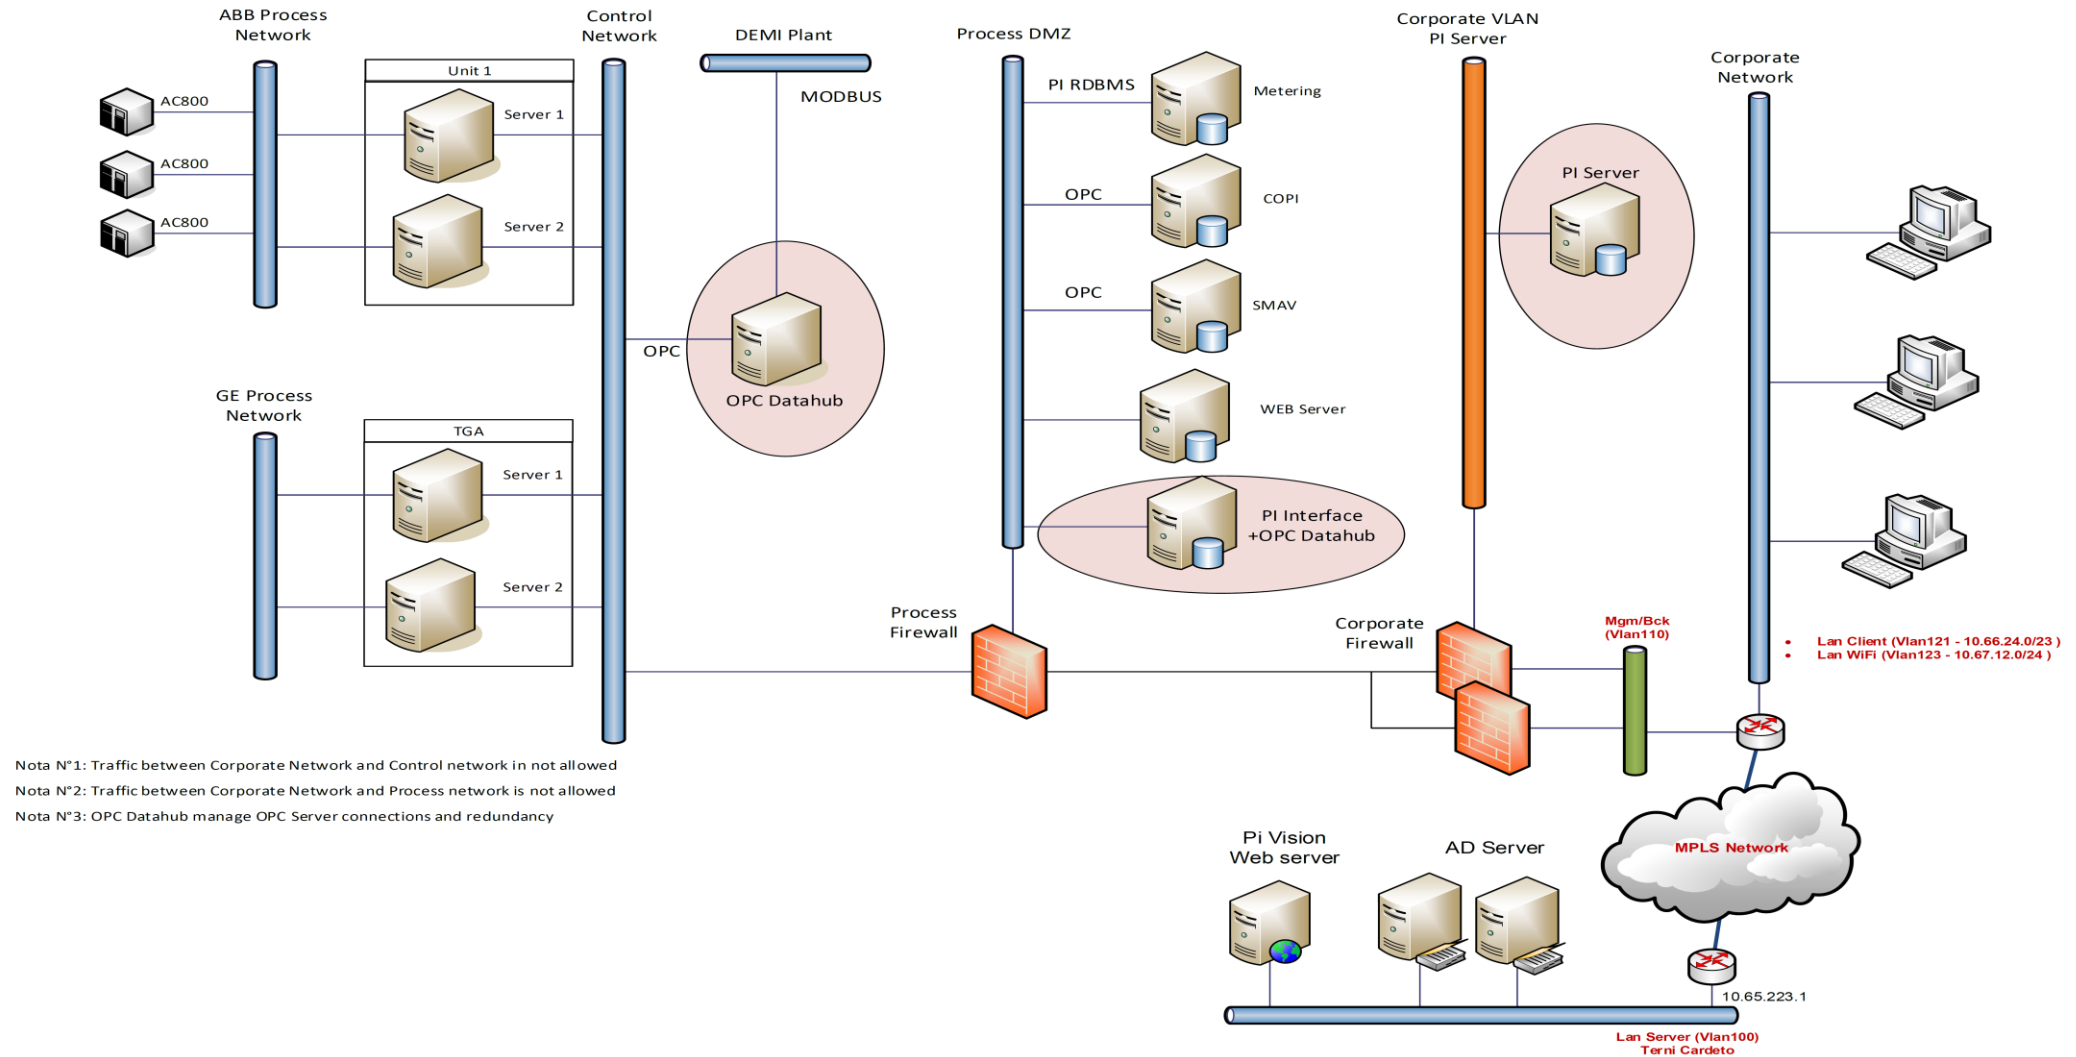 ABB Process
Network
Control
Network
DEMI Plant
Process DMZ
Corporate VLAN
PI Server
Corporate
Network
Unit 1
MODBUS
PI RDBMS
Metering
AC800
Server 1
AC800
PI Server
OPC
COPI
AC800
Server 2
OPC
SMAV
OPC
OPC Datahub
WEB Server
GE Process
Network
TGA
Server 1
PI Interface
+OPC Datahub
Server 2
Process
Firewall
Corporate
Firewall
Mgm/Bck
(Vlan110)
• Lan Client (Vlan121 - 10.66.24.0/23 )
• Lan WiFi (Vlan123 - 10.67.12.0/24 )
Nota N°1: Traffic between Corporate Network and Control network in not allowed
Nota N°2: Traffic between Corporate Network and Process network is not allowed
Nota N°3: OPC Datahub manage OPC Server connections and redundancy
Pi Vision
Web server
AD Server
MPLS Network
10.65.223.1
Lan Server (Vlan100)
Terni Cardeto